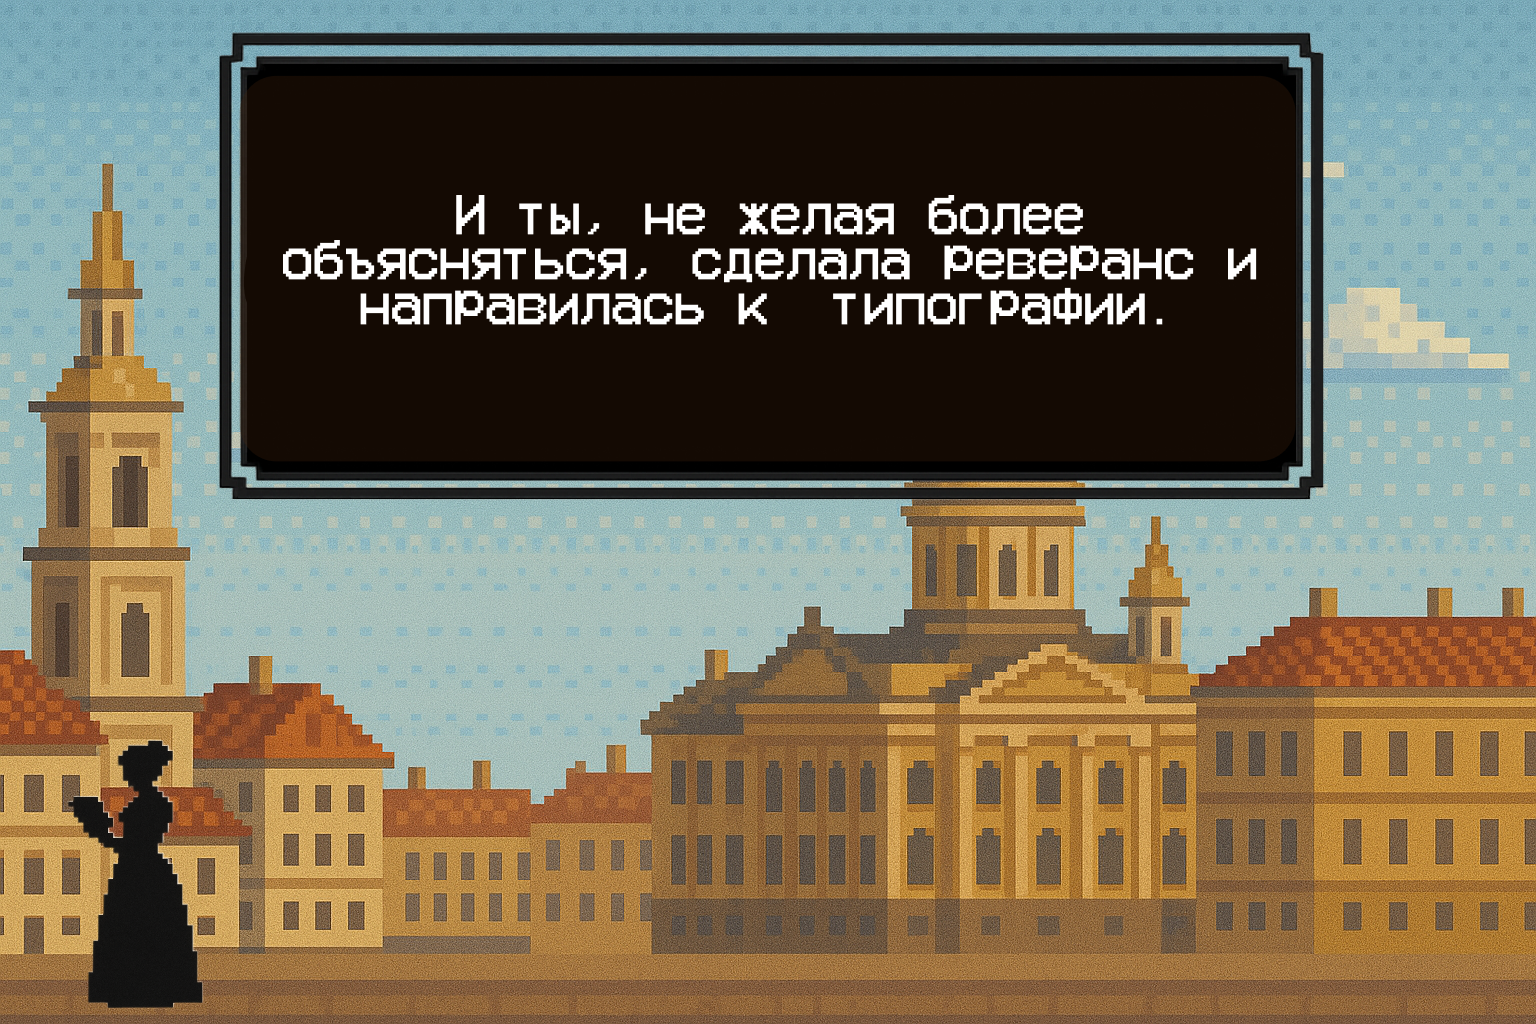 И ты, не желая более
объясняться, сделала реверанс и
направилась к  типографии.